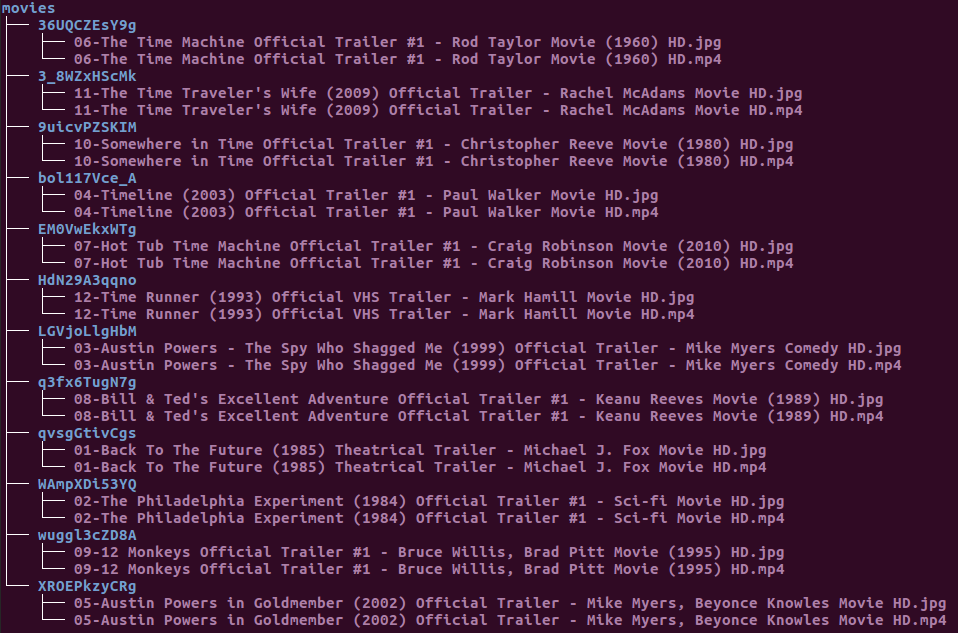 movies
36UQCZEsY9g
06-The Time Machine Official Trailer #1 - Rod Taylor Movie (1960) HD.jpg
06-The Time Machine Official Trailer #1 - Rod Taylor Movie (1960) HD.mp4
3_8WZxHScMk
11-The Time Traveler's Wife (2009) Official Trailer - Rachel McAdams Movie HD.jpg
11-The Time Traveler's Wife (2009) Official Trailer - Rachel McAdams Movie HD.mp4
9uicvPZSKIM
10-Somewhere in Time Official Trailer #1 - Christopher Reeve Movie (1980) HD.jpg
10-Somewhere in Time Official Trailer #1 - Christopher Reeve Movie (1980) HD.mp4
bol117Vce_A
04-Timeline (2003) Official Trailer #1 - Paul Walker Movie HD.jpg
04-Timeline (2003) Official Trailer #1 - Paul Walker Movie HD.mp4
EM0VwEkxWTg
07-Hot Tub Time Machine Official Trailer #1 - Craig Robinson Movie (2010) HD.jpg
07-Hot Tub Time Machine Official Trailer #1 - Craig Robinson Movie (2010) HD.mp4
HdN29A3qqno
12-Time Runner (1993) Official VHS Trailer - Mark Hamill Movie HD.jpg
12-Time Runner (1993) Official VHS Trailer - Mark Hamill Movie HD.mp4
LGVjoLlgHbM
03-Austin Powers - The Spy Who Shagged Me (1999) Official Trailer - Mike Myers Comedy HD.jpg
03-Austin Powers - The Spy Who Shagged Me (1999) Official Trailer - Mike Myers Comedy HD.mp4
q3fx6TugN7g
08-Bill & Ted's Excellent Adventure Official Trailer #1 - Keanu Reeves Movie (1989) HD.jpg
08-Bill & Ted's Excellent Adventure Official Trailer #1 - Keanu Reeves Movie (1989) HD.mp4
qvsgGtivCgs
01-Back To The Future (1985) Theatrical Trailer - Michael J. Fox Movie HD.jpg
01-Back To The Future (1985) Theatrical Trailer - Michael J. Fox Movie HD.mp4
WAmpXDi53YQ
02-The Philadelphia Experiment (1984) Official Trailer #1 - Sci-fi Movie HD.jpg
02-The Philadelphia Experiment (1984) Official Trailer #1 - Sci-fi Movie HD.mp4
wuggl3cZD8A
09-12 Monkeys Official Trailer #1 - Bruce Willis, Brad Pitt Movie (1995) HD.jpg
09-12 Monkeys Official Trailer #1 - Bruce Willis, Brad Pitt Movie (1995) HD.mp4
XROEPkzyCRg
05-Austin Powers in Goldmember (2002) Official Trailer - Mike Myers, Beyonce Knowles Movie HD.jpg
05-Austin Powers in Goldmember (2002) Official Trailer - Mike Myers, Beyonce Knowles Movie HD.mp4